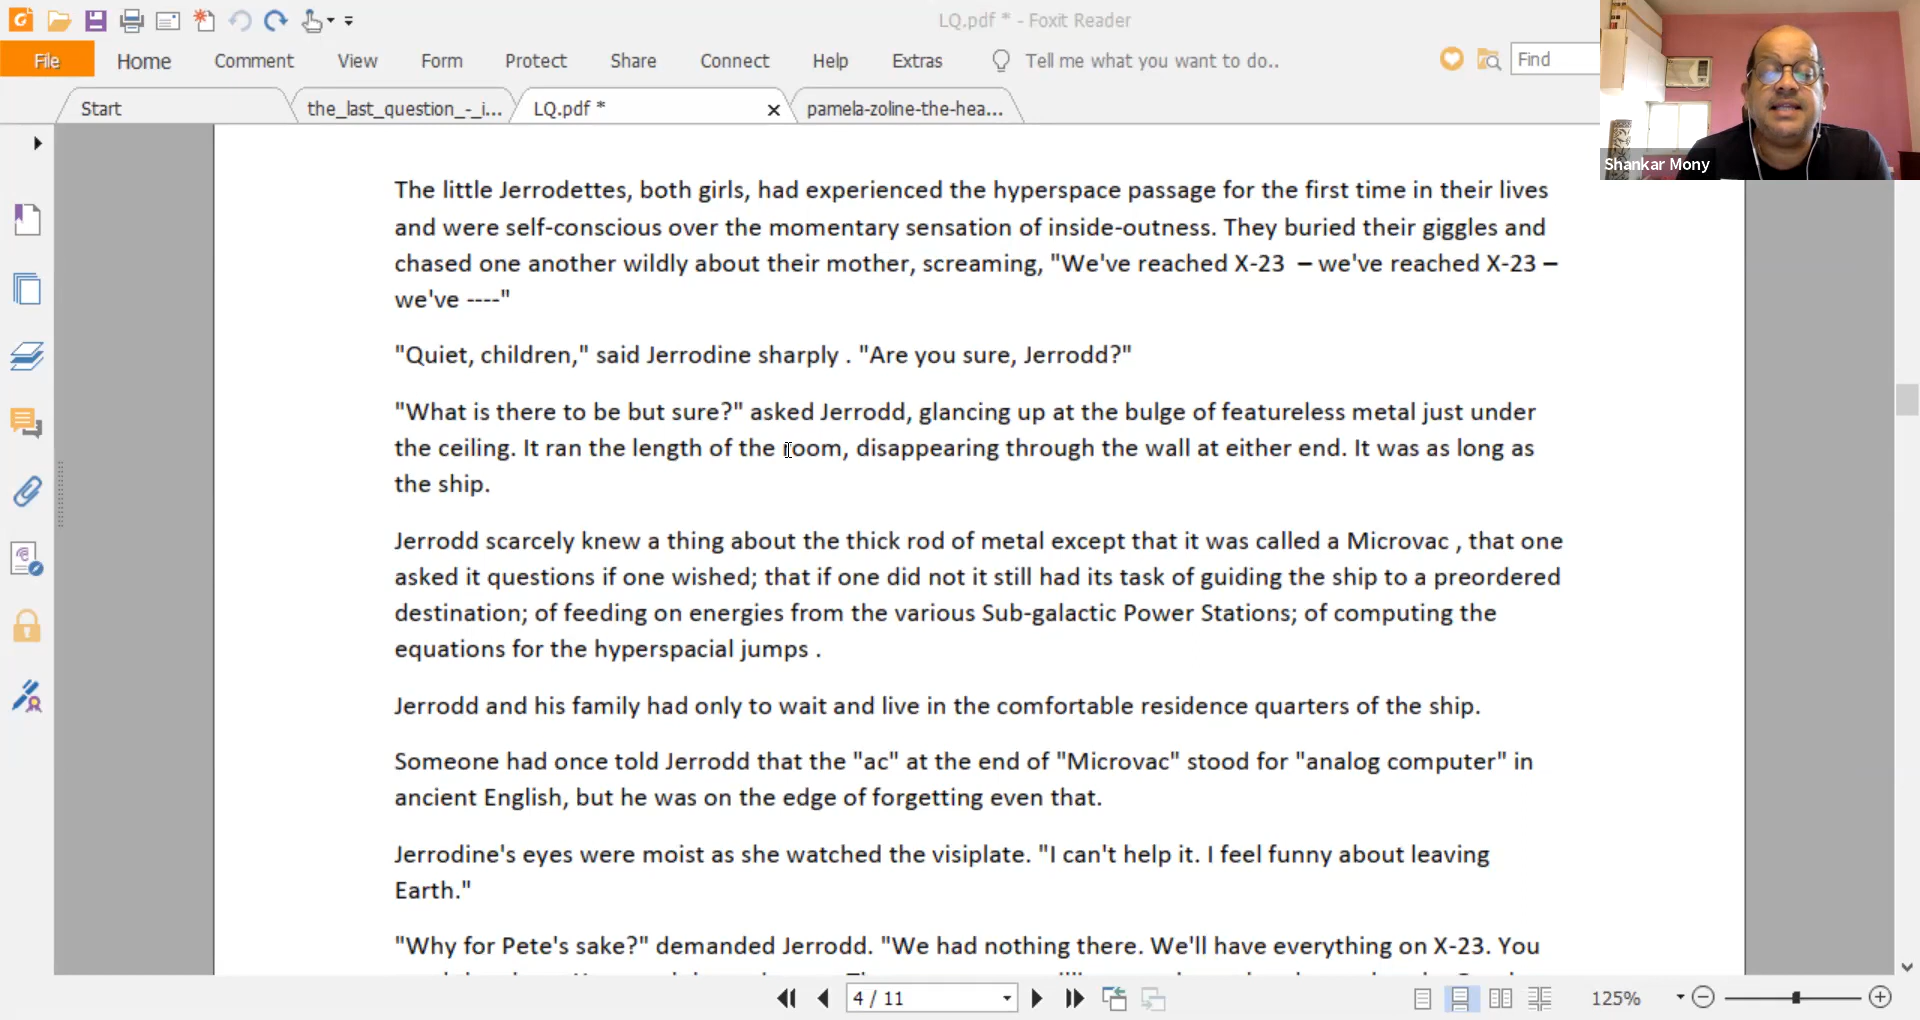 LQ.pdf * - Foxit Reader
File Home Comment View Form Protect Share Connect Help Extras Tell me what you want to do.. Find
Start the_last_question_-_i... LQ.pdf * pamela-zoline-the-hea...
Shankar Mony
The little Jerrodettes, both girls, had experienced the hyperspace passage for the first time in their lives
and were self-conscious over the momentary sensation of inside-outness. They buried their giggles and
chased one another wildly about their mother, screaming, "We've reached X-23 – we've reached X-23 –
we've ----"
"Quiet, children," said Jerrodine sharply . "Are you sure, Jerrodd?"
"What is there to be but sure?" asked Jerrodd, glancing up at the bulge of featureless metal just under
the ceiling. It ran the length of the room, disappearing through the wall at either end. It was as long as
the ship.
Jerrodd scarcely knew a thing about the thick rod of metal except that it was called a Microvac , that one
asked it questions if one wished; that if one did not it still had its task of guiding the ship to a preordered
destination; of feeding on energies from the various Sub-galactic Power Stations; of computing the
equations for the hyperspacial jumps .
Jerrodd and his family had only to wait and live in the comfortable residence quarters of the ship.
Someone had once told Jerrodd that the "ac" at the end of "Microvac" stood for "analog computer" in
ancient English, but he was on the edge of forgetting even that.
Jerrodine's eyes were moist as she watched the visiplate. "I can't help it. I feel funny about leaving
Earth."
"Why for Pete's sake?" demanded Jerrodd. "We had nothing there. We'll have everything on X-23. You
4 / 11 125%